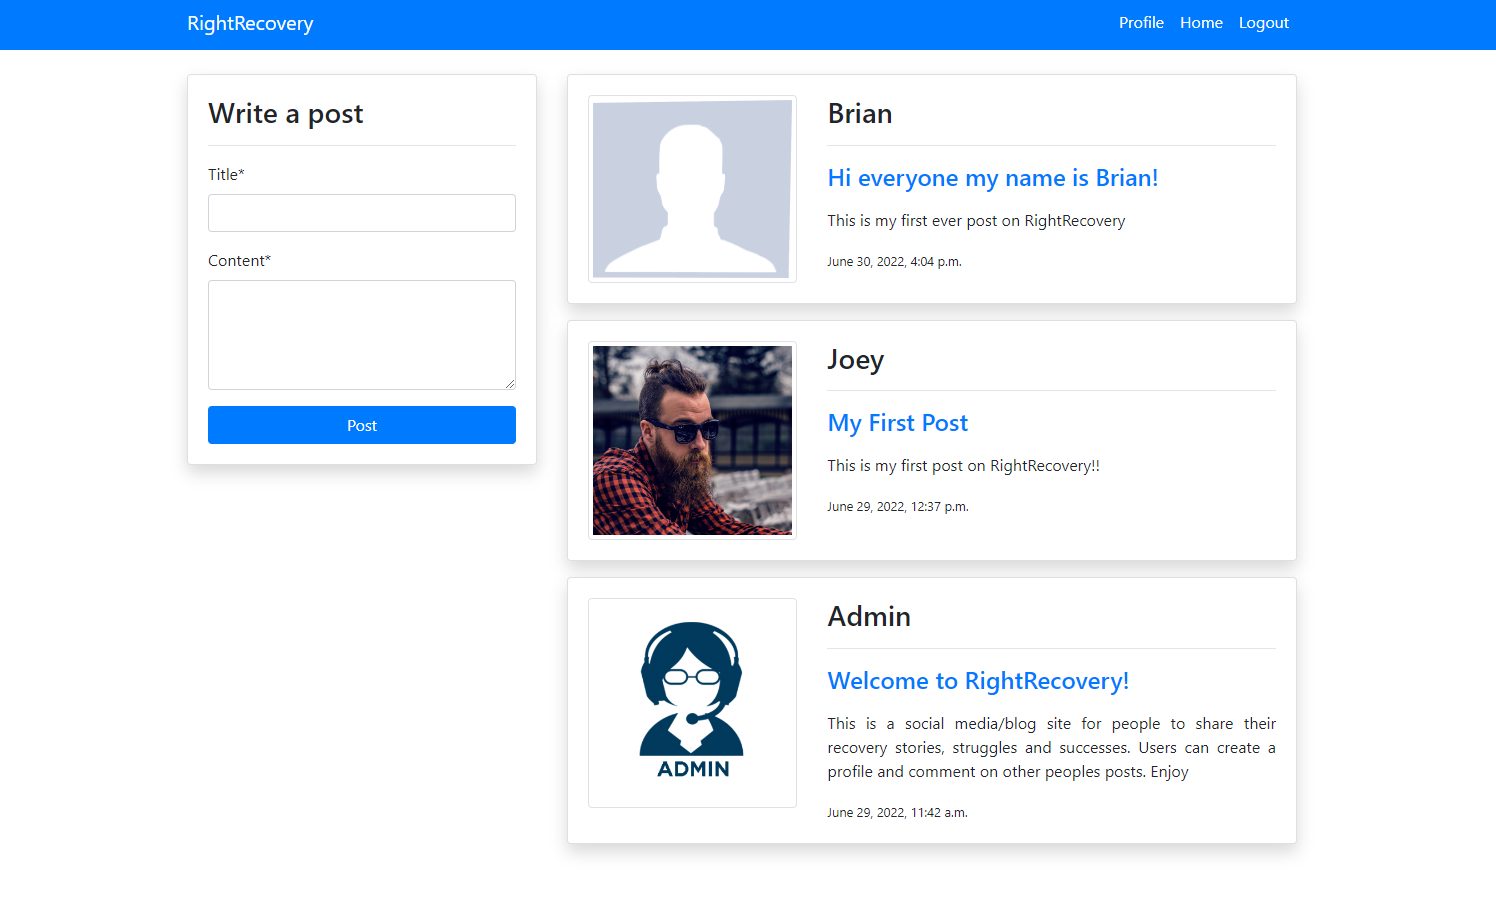 RightRecovery
Profile Home Logout
Write a post
Title*
Content*
Post
Brian
Hi everyone my name is Brian!
This is my first ever post on RightRecovery
June 30, 2022, 4:04 p.m.
Joey
My First Post
This is my first post on RightRecovery!!
June 29, 2022, 12:37 p.m.
ADMIN
Admin
Welcome to RightRecovery!
This is a social media/blog site for people to share their
recovery stories, struggles and successes. Users can create a
profile and comment on other peoples posts. Enjoy
June 29, 2022, 11:42 a.m.